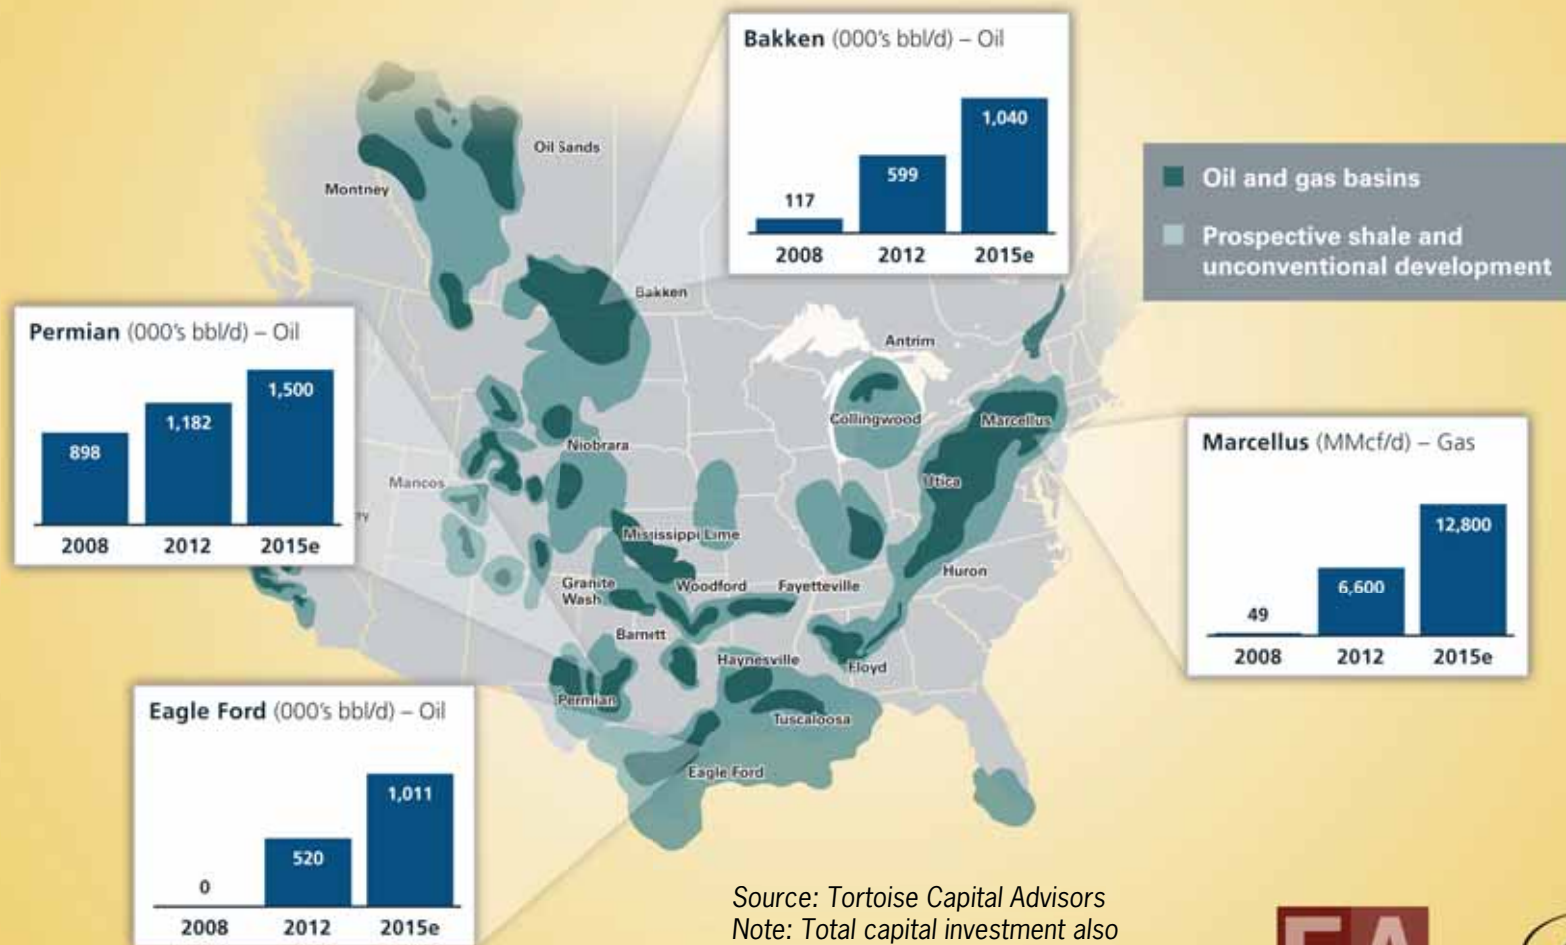 Bakken (000's bbl/d) – Oil
117
599
1,040
2008 2012 2015e
Oil and gas basins
Prospective shale and
unconventional development
Permian (000's bbl/d) – Oil
898
1,182
1,500
2008 2012 2015e
Marcellus (MMcf/d) – Gas
49
6,600
12,800
2008 2012 2015e
Eagle Ford (000's bbl/d) – Oil
0
520
1,011
2008 2012 2015e
Oil Sands
Montney
Bakken
Antrim
Collingwood
Marcellus
Niobrara
Mancos
Utica
Mississippi Lime
Huron
Granite
Wash
Woodford
Fayetteville
Barnett
Haynesville
Floyd
Permian
Tuscaloosa
Eagle Ford
Source: Tortoise Capital Advisors
Note: Total capital investment also